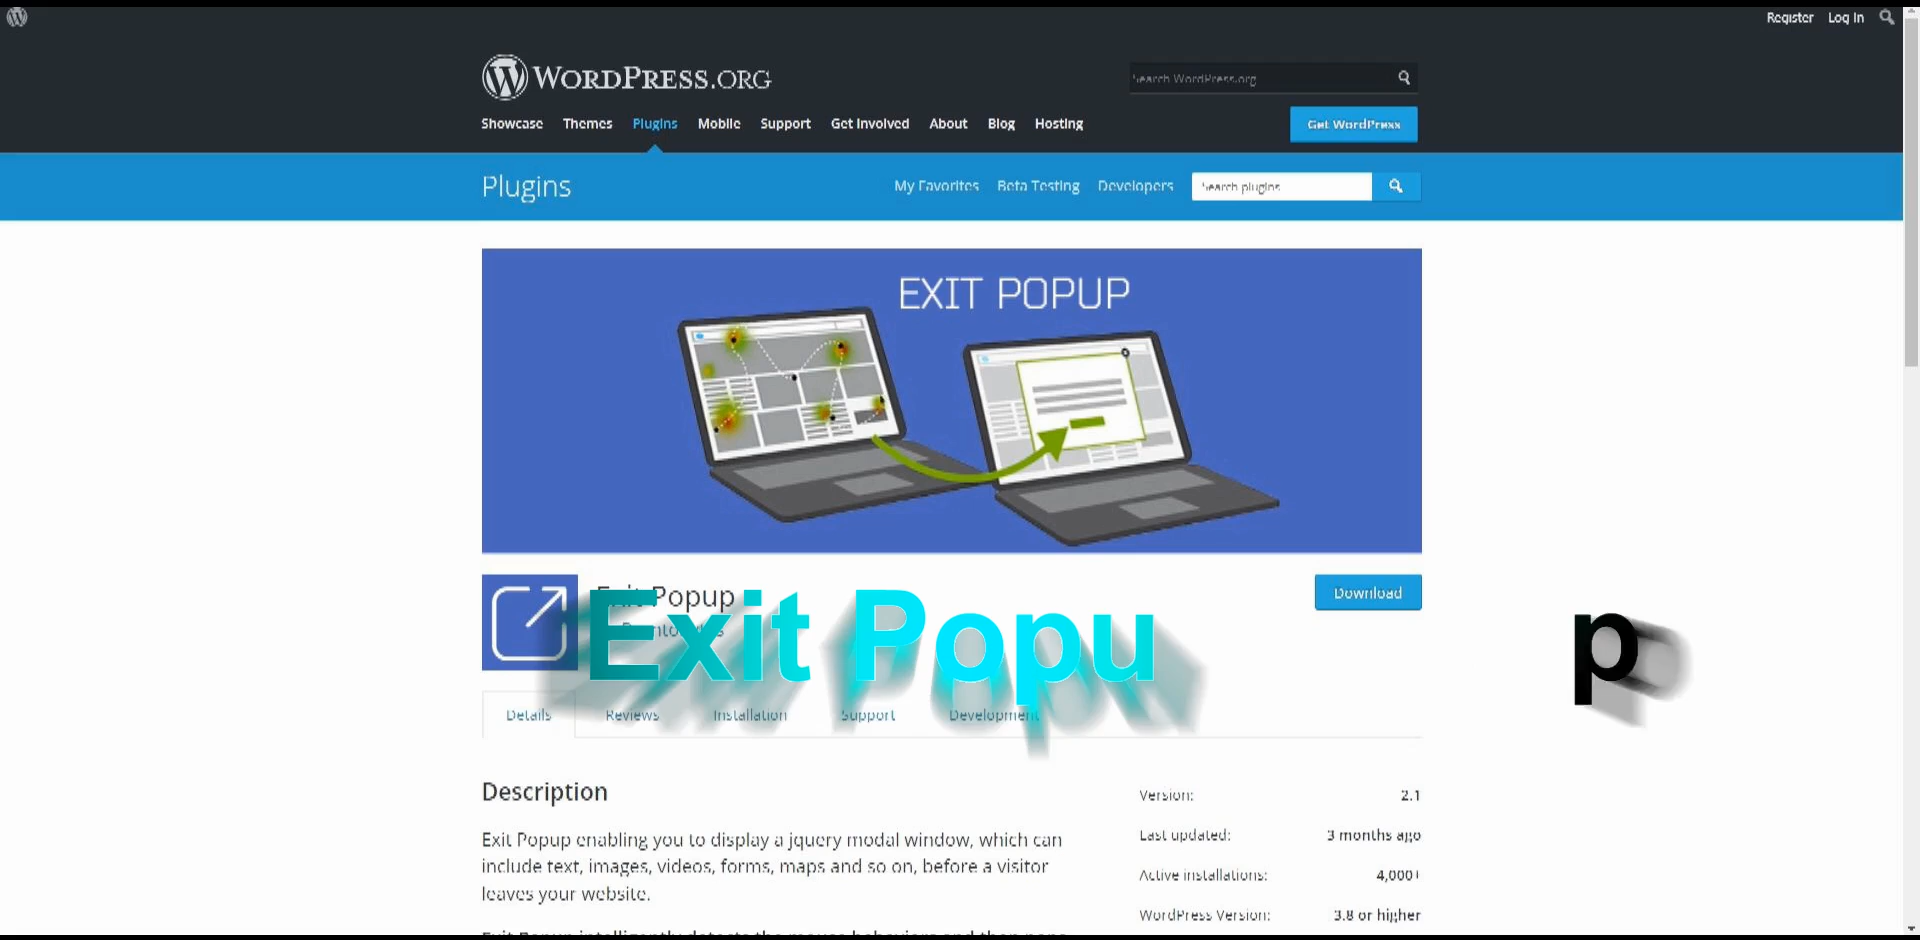 Register Log In
WORDPRESS.ORG
Search WordPress.org
Showcase Themes Plugins Mobile Support Get Involved About Blog Hosting
Get WordPress
Plugins
My Favorites Beta Testing Developers
Search plugins
EXIT POPUP
Exit Popup
Download
Exit Popu p
Details Reviews Installation Support Development
Description
Exit Popup enabling you to display a jquery modal window, which can
include text, images, videos, forms, maps and so on, before a visitor
leaves your website.
Version: 2.1
Last updated: 3 months ago
Active installations: 4,000+
WordPress Version: 3.8 or higher